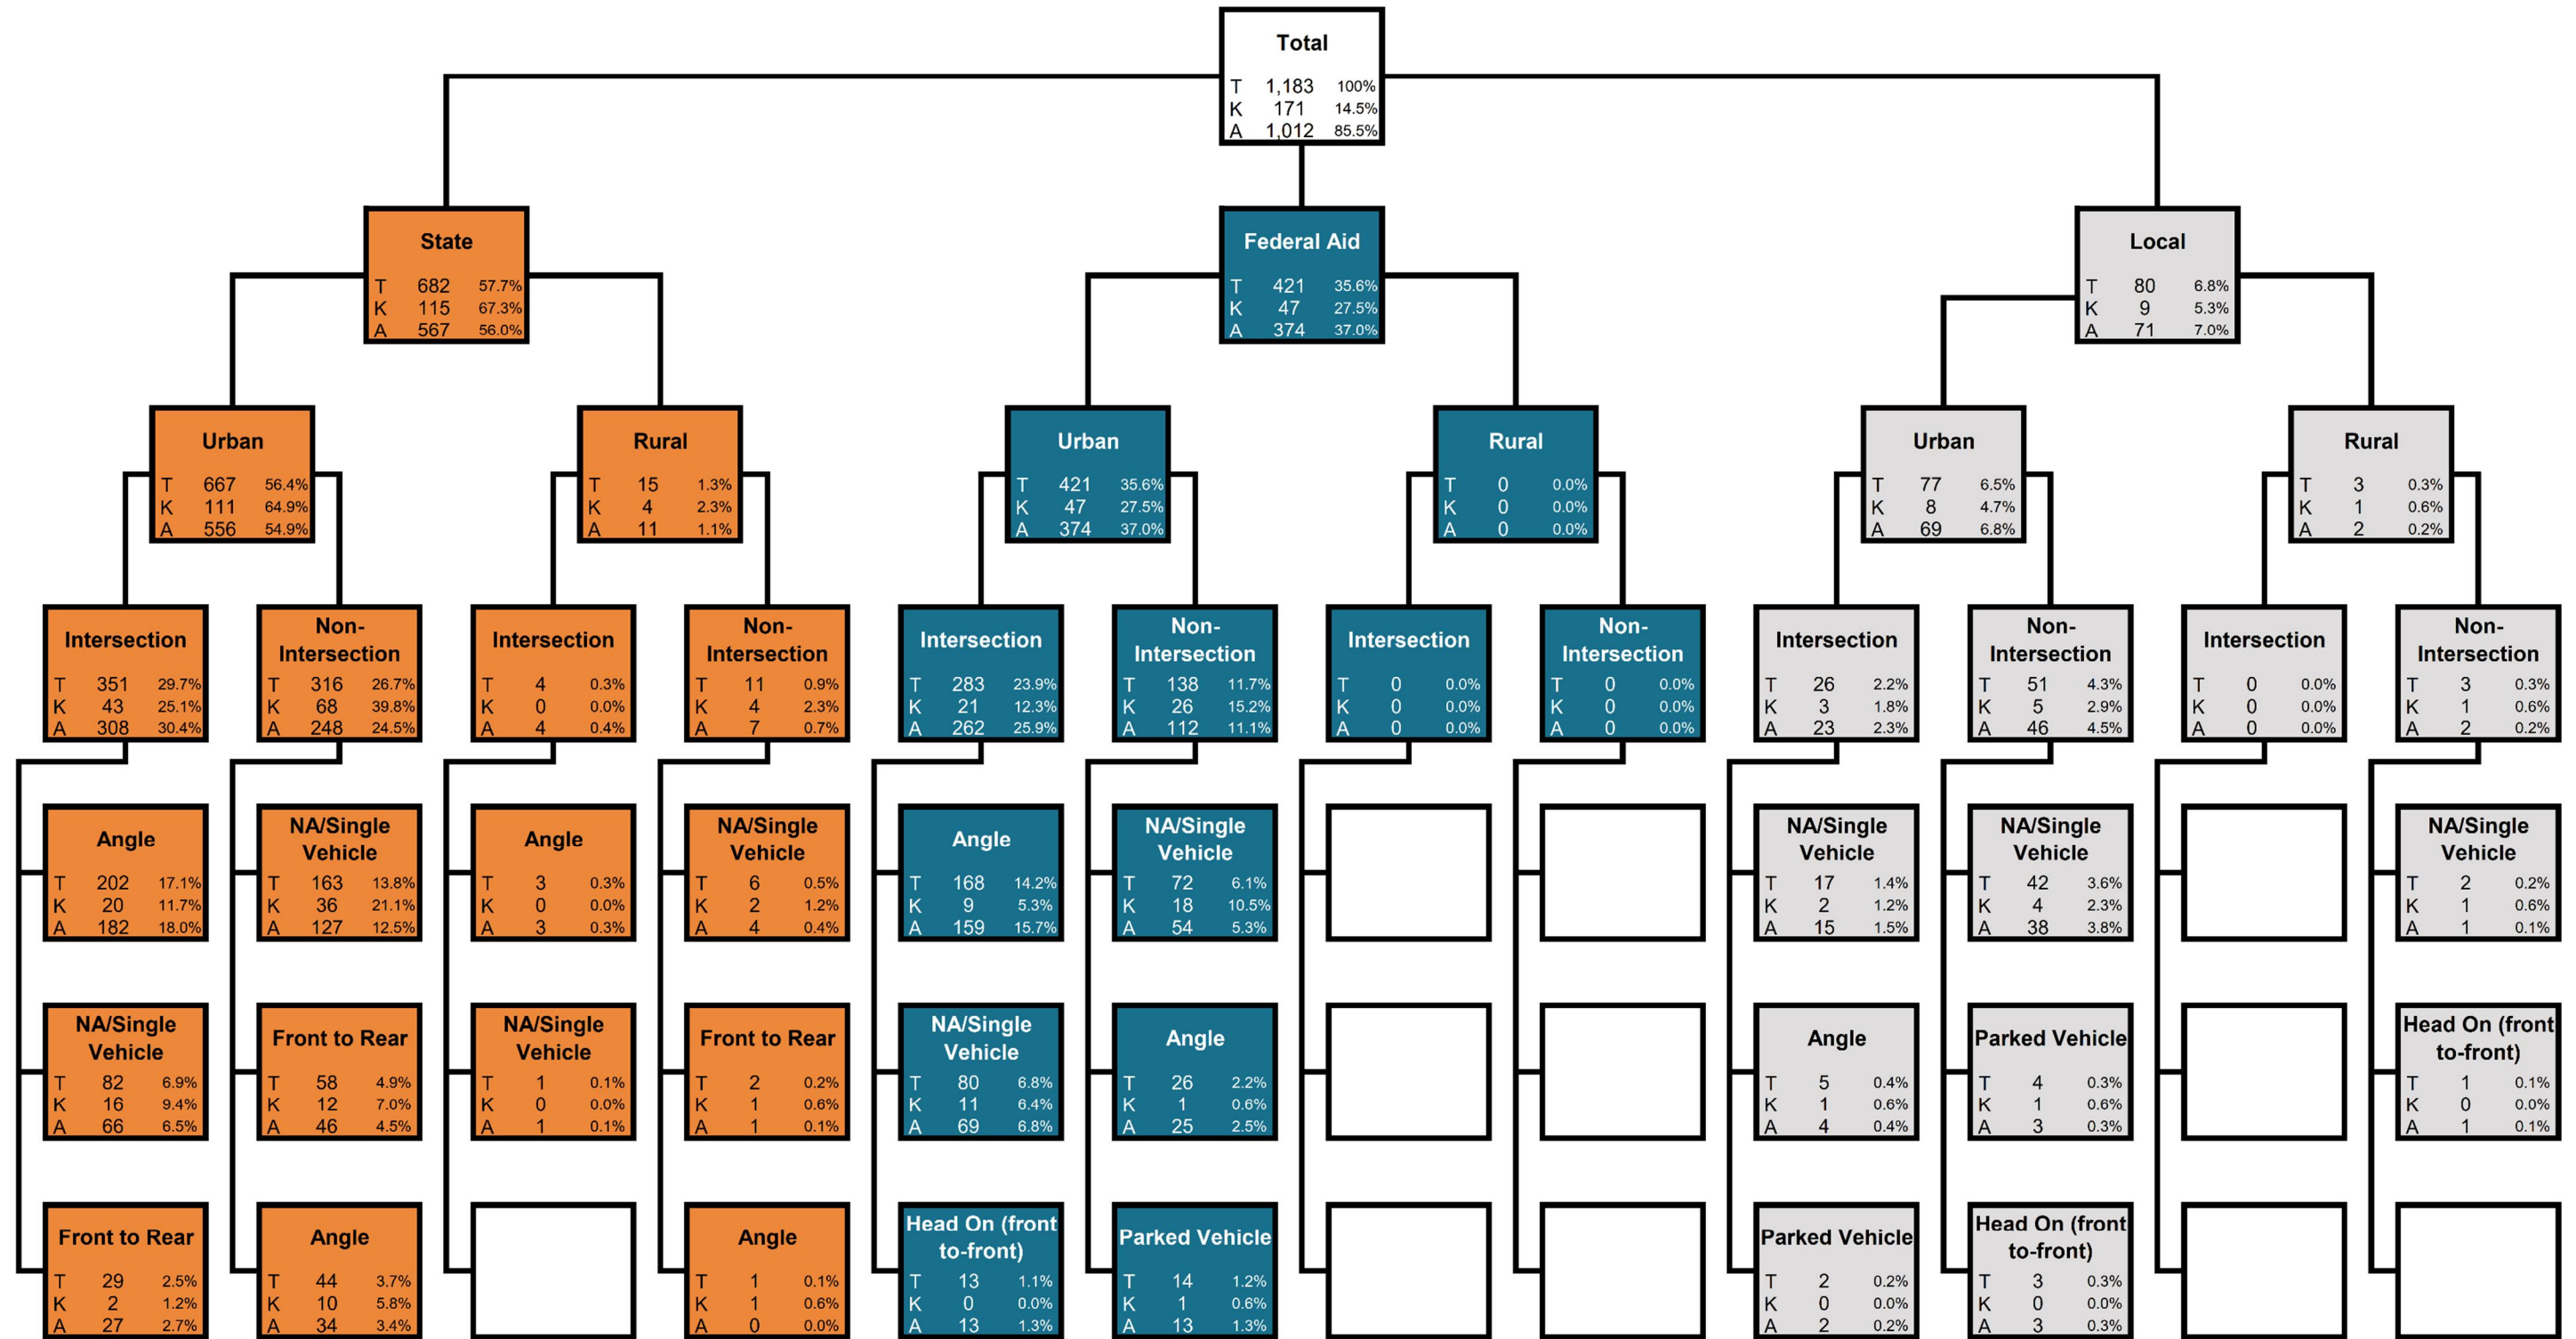 Total
T 1,183 100%
K 171 14.5%
A 1,012 85.5%
State
T 682 57.7%
K 115 67.3%
A 567 56.0%
Federal Aid
T 421 35.6%
K 47 27.5%
A 374 37.0%
Local
T 80 6.8%
K 9 5.3%
A 71 7.0%
Urban
T 667 56.4%
K 111 64.9%
A 556 54.9%
Rural
T 15 1.3%
K 4 2.3%
A 11 1.1%
Urban
T 421 35.6%
K 47 27.5%
A 374 37.0%
Rural
T 0 0.0%
K 0 0.0%
A 0 0.0%
Urban
T 77 6.5%
K 8 4.7%
A 69 6.8%
Rural
T 3 0.3%
K 1 0.6%
A 2 0.2%
Intersection
T 351 29.7%
K 43 25.1%
A 308 30.4%
Non-
Intersection
T 316 26.7%
K 68 39.8%
A 248 24.5%
Intersection
T 4 0.3%
K 0 0.0%
A 4 0.4%
Non-
Intersection
T 11 0.9%
K 4 2.3%
A 7 0.7%
Intersection
T 283 23.9%
K 21 12.3%
A 262 25.9%
Non-
Intersection
T 138 11.7%
K 26 15.2%
A 112 11.1%
Intersection
T 0 0.0%
K 0 0.0%
A 0 0.0%
Non-
Intersection
T 0 0.0%
K 0 0.0%
A 0 0.0%
Intersection
T 26 2.2%
K 3 1.8%
A 23 2.3%
Non-
Intersection
T 51 4.3%
K 5 2.9%
A 46 4.5%
Intersection
T 0 0.0%
K 0 0.0%
A 0 0.0%
Non-
Intersection
T 3 0.3%
K 1 0.6%
A 2 0.2%
Angle
T 202 17.1%
K 20 11.7%
A 182 18.0%
NA/Single
Vehicle
T 163 13.8%
K 36 21.1%
A 127 12.5%
Angle
T 3 0.3%
K 0 0.0%
A 3 0.3%
NA/Single
Vehicle
T 6 0.5%
K 2 1.2%
A 4 0.4%
Angle
T 168 14.2%
K 9 5.3%
A 159 15.7%
NA/Single
Vehicle
T 72 6.1%
K 18 10.5%
A 54 5.3%
NA/Single
Vehicle
T 17 1.4%
K 2 1.2%
A 15 1.5%
NA/Single
Vehicle
T 42 3.6%
K 4 2.3%
A 38 3.8%
NA/Single
Vehicle
T 2 0.2%
K 1 0.6%
A 1 0.1%
NA/Single
Vehicle
T 82 6.9%
K 16 9.4%
A 66 6.5%
Front to Rear
T 58 4.9%
K 12 7.0%
A 46 4.5%
NA/Single
Vehicle
T 1 0.1%
K 0 0.0%
A 1 0.1%
Front to Rear
T 2 0.2%
K 1 0.6%
A 1 0.1%
NA/Single
Vehicle
T 80 6.8%
K 11 6.4%
A 69 6.8%
Angle
T 26 2.2%
K 1 0.6%
A 25 2.5%
Angle
T 5 0.4%
K 1 0.6%
A 4 0.4%
Parked Vehicle
T 4 0.3%
K 1 0.6%
A 3 0.3%
Head On (front
to-front)
T 1 0.1%
K 0 0.0%
A 1 0.1%
Front to Rear
T 29 2.5%
K 2 1.2%
A 27 2.7%
Angle
T 44 3.7%
K 10 5.8%
A 34 3.4%
Angle
T 1 0.1%
K 1 0.6%
A 0 0.0%
Head On (front
to-front)
T 13 1.1%
K 0 0.0%
A 13 1.3%
Parked Vehicle
T 14 1.2%
K 1 0.6%
A 13 1.3%
Parked Vehicle
T 2 0.2%
K 0 0.0%
A 2 0.2%
Head On (front
to-front)
T 3 0.3%
K 0 0.0%
A 3 0.3%